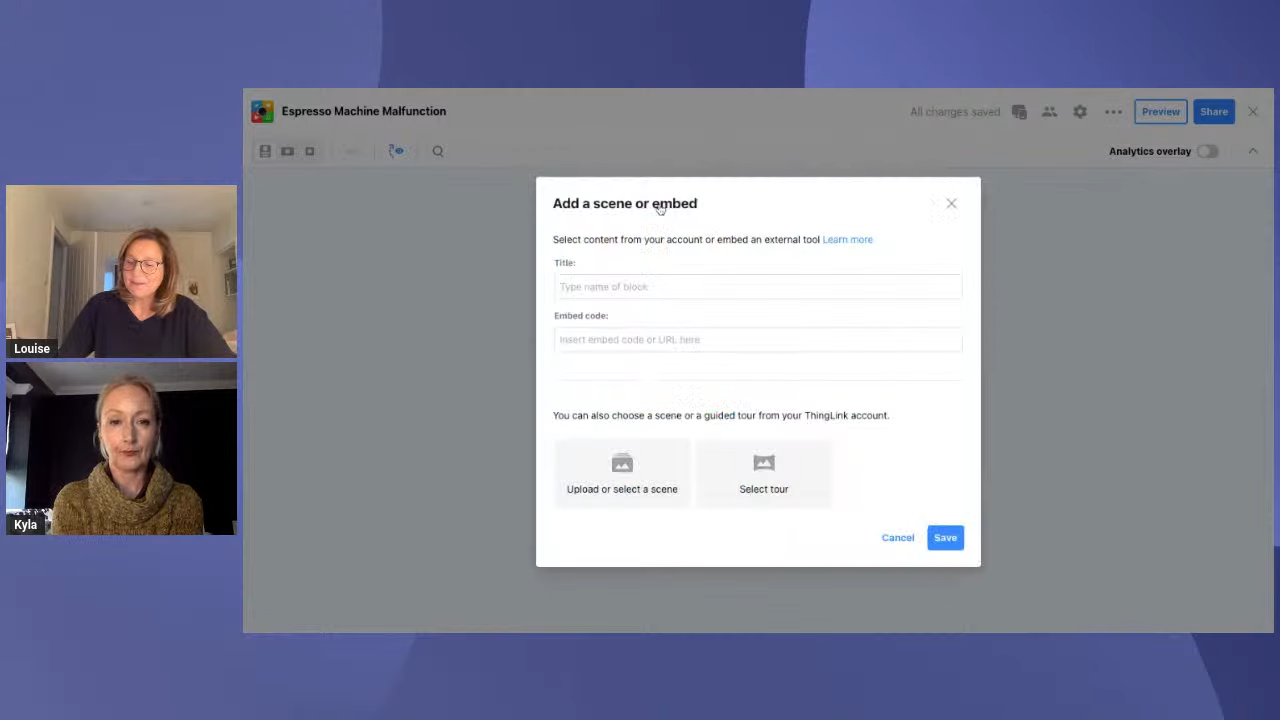 Espresso Machine Malfunction
All changes saved
Preview
Share
Analytics overlay
Add a scene or embed
Select content from your account or embed an external tool Learn more
Title:
Type name of block
Embed code:
Insert embed code or URL here
You can also choose a scene or a guided tour from your ThingLink account.
Upload or select a scene
Select tour
Cancel
Save
Louise
Kyla